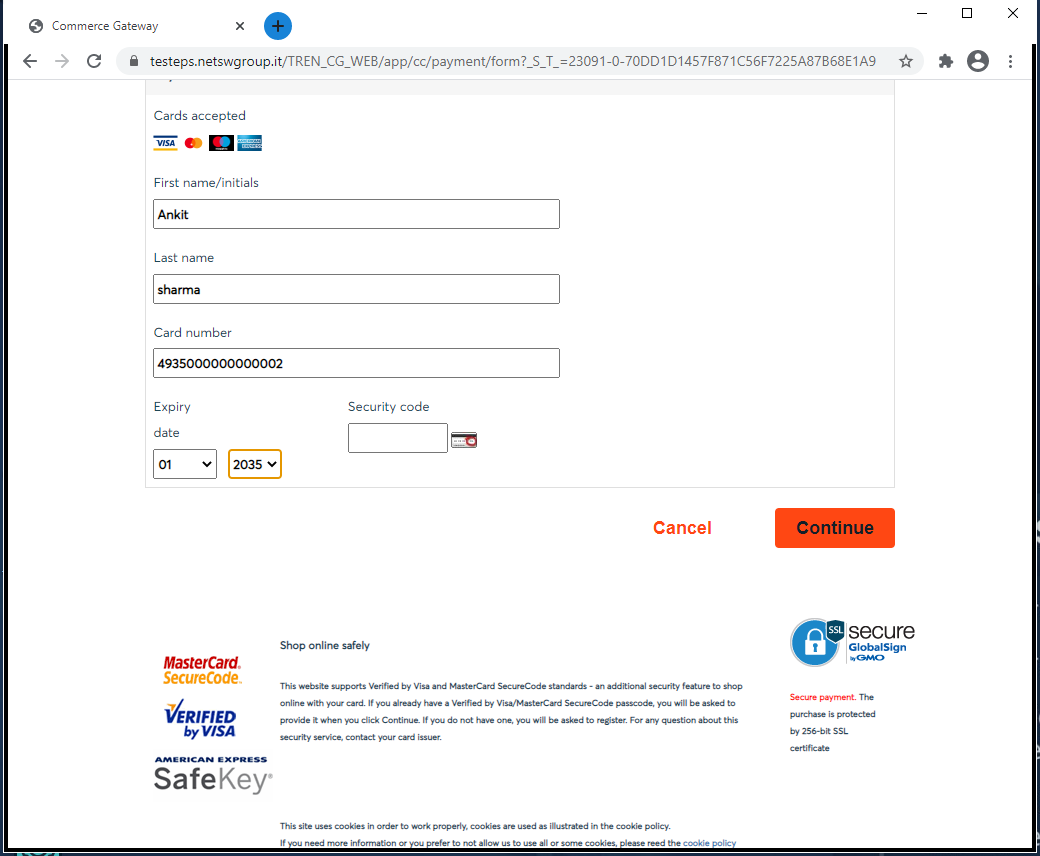 Commerce Gateway
testeps.netswgroup.it/TREN_CG_WEB/app/cc/payment/form?_S_T_=23091-0-70DD1D1457F871C56F7225A87B68E1A9
Cards accepted
VISA
First name/initials
Ankit
Last name
sharma
Card number
4935000000000002
Expiry
date
Security code
01
2035
Cancel
Continue
MasterCard.
SecureCode.
VERIFIED
by VISA
AMERICAN EXPRESS
SafeKey®
Shop online safely
This website supports Verified by Visa and MasterCard SecureCode standards - an additional security feature to shop
online with your card. If you already have a Verified by Visa/MasterCard SecureCode passcode, you will be asked to
provide it when you click Continue. If you do not have one, you will be asked to register. For any question about this
security service, contact your card issuer.
SSL
secure
GlobalSign
by GMO
Secure payment. The
purchase is protected
by 256-bit SSL
certificate
This site uses cookies in order to work properly, cookies are used as illustrated in the cookie policy.
If you need more information or you prefer to not allow us to use all or some cookies, please reed the cookie policy